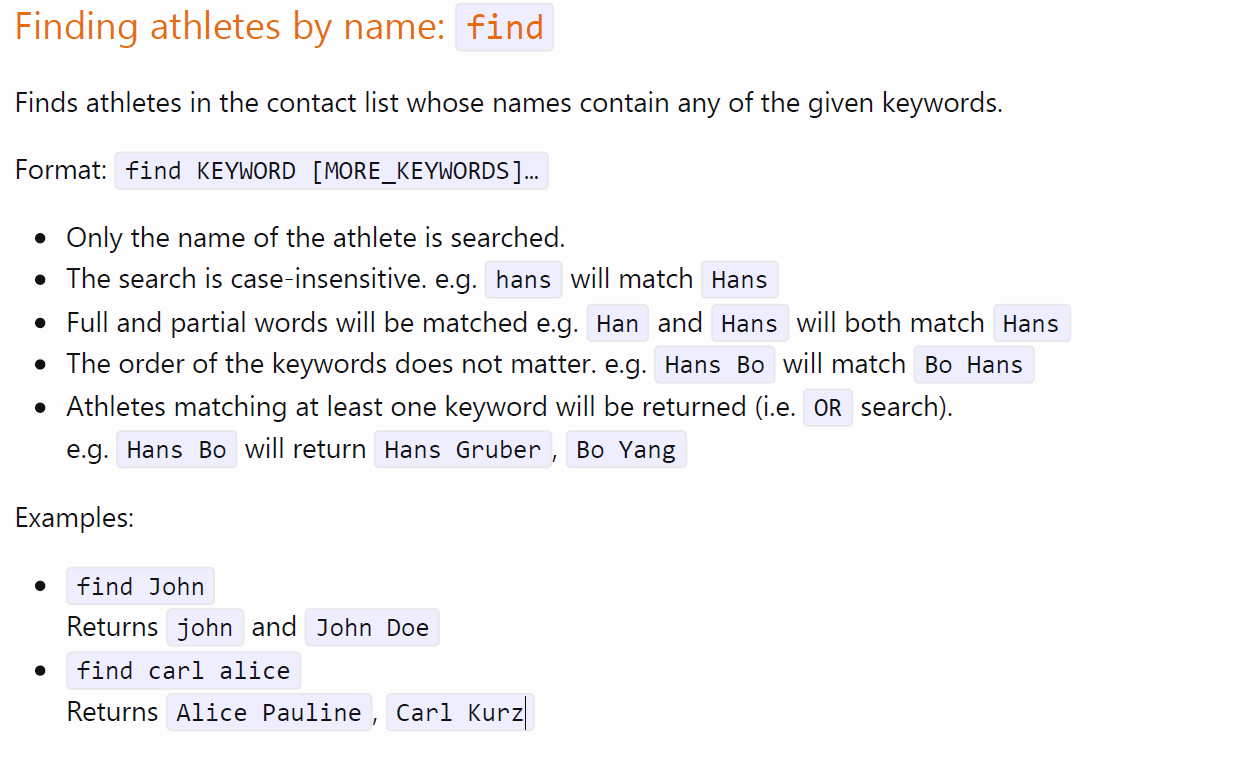 Finding athletes by name: find
Finds athletes in the contact list whose names contain any of the given keywords.
Format: find KEYWORD [MORE_KEYWORDS]…
• Only the name of the athlete is searched.
• The search is case-insensitive. e.g. hans will match Hans
• Full and partial words will be matched e.g. Han and Hans will both match Hans
• The order of the keywords does not matter. e.g. Hans Bo will match Bo Hans
• Athletes matching at least one keyword will be returned (i.e. OR search).
e.g. Hans Bo will return Hans Gruber, Bo Yang
Examples:
• find John
Returns john and John Doe
• find carl alice
Returns Alice Pauline, Carl Kurz